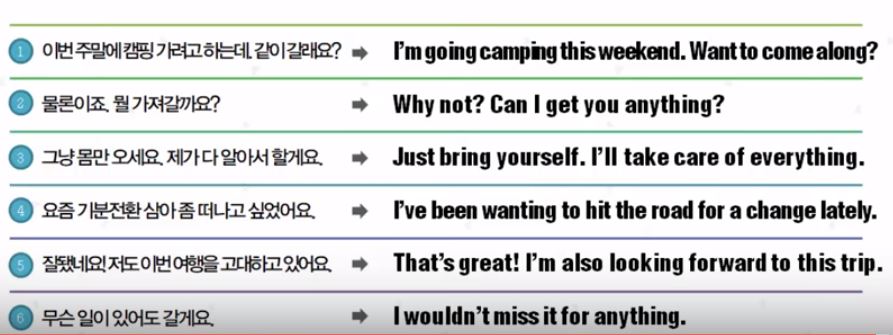 1 이번 주말에 캠핑 가려고 하는데. 같이 갈래요? ➡ I'm going camping this weekend. Want to come along?
2 물론이죠. 뭘 가져갈까요? ➡ Why not? Can I get you anything?
3 그냥 몸만 오세요. 제가 다 알아서 할게요. ➡ Just bring yourself. I'll take care of everything.
4 요즘 기분전환 삼아 좀 떠나고 싶었어요. ➡ I've been wanting to hit the road for a change lately.
5 잘됐네요! 저도 이번 여행을 고대하고 있어요. ➡ That's great! I'm also looking forward to this trip.
6 무슨 일이 있어도 갈게요. ➡ I wouldn't miss it for anything.